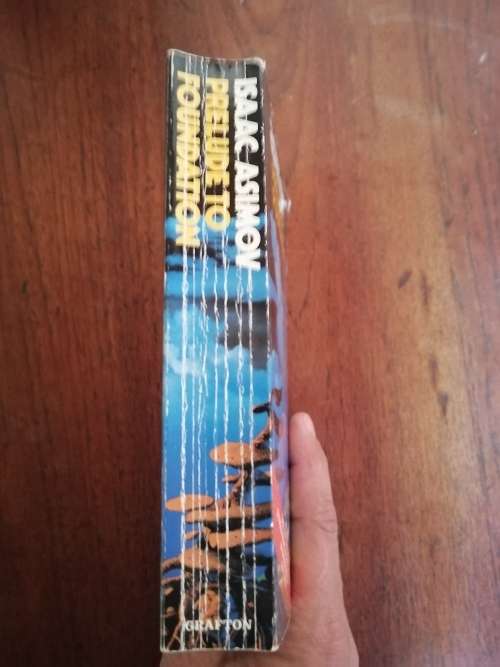 ISAAC ASIMOV
PRELUDE TO
FOUNDATION
GRAFTON